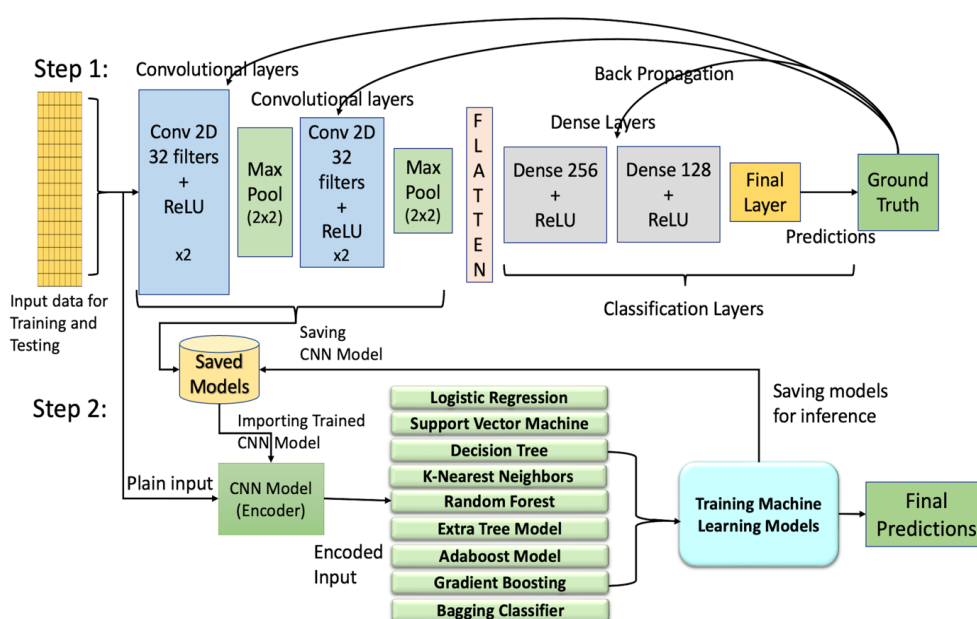 Step 1:
Convolutional layers
Convolutional layers
Back Propagation
Dense Layers
Conv 2D
32 filters
+
ReLU
x2
Max
Pool
(2x2)
Conv 2D
32
filters
+
ReLU
x2
Max
Pool
(2x2)
F
L
A
T
T
E
N
Dense 256
+
ReLU
Dense 128
+
ReLU
Final
Layer
Predictions
Ground
Truth
Input data for
Training and
Testing
Classification Layers
Saving
CNN Model
Saved
Models
Step 2:
Importing Trained
CNN Model
Plain input
CNN Model
(Encoder)
Encoded
Input
Logistic Regression
Support Vector Machine
Decision Tree
K-Nearest Neighbors
Random Forest
Extra Tree Model
Adaboost Model
Gradient Boosting
Bagging Classifier
Saving models
for inference
Training Machine
Learning Models
Final
Predictions